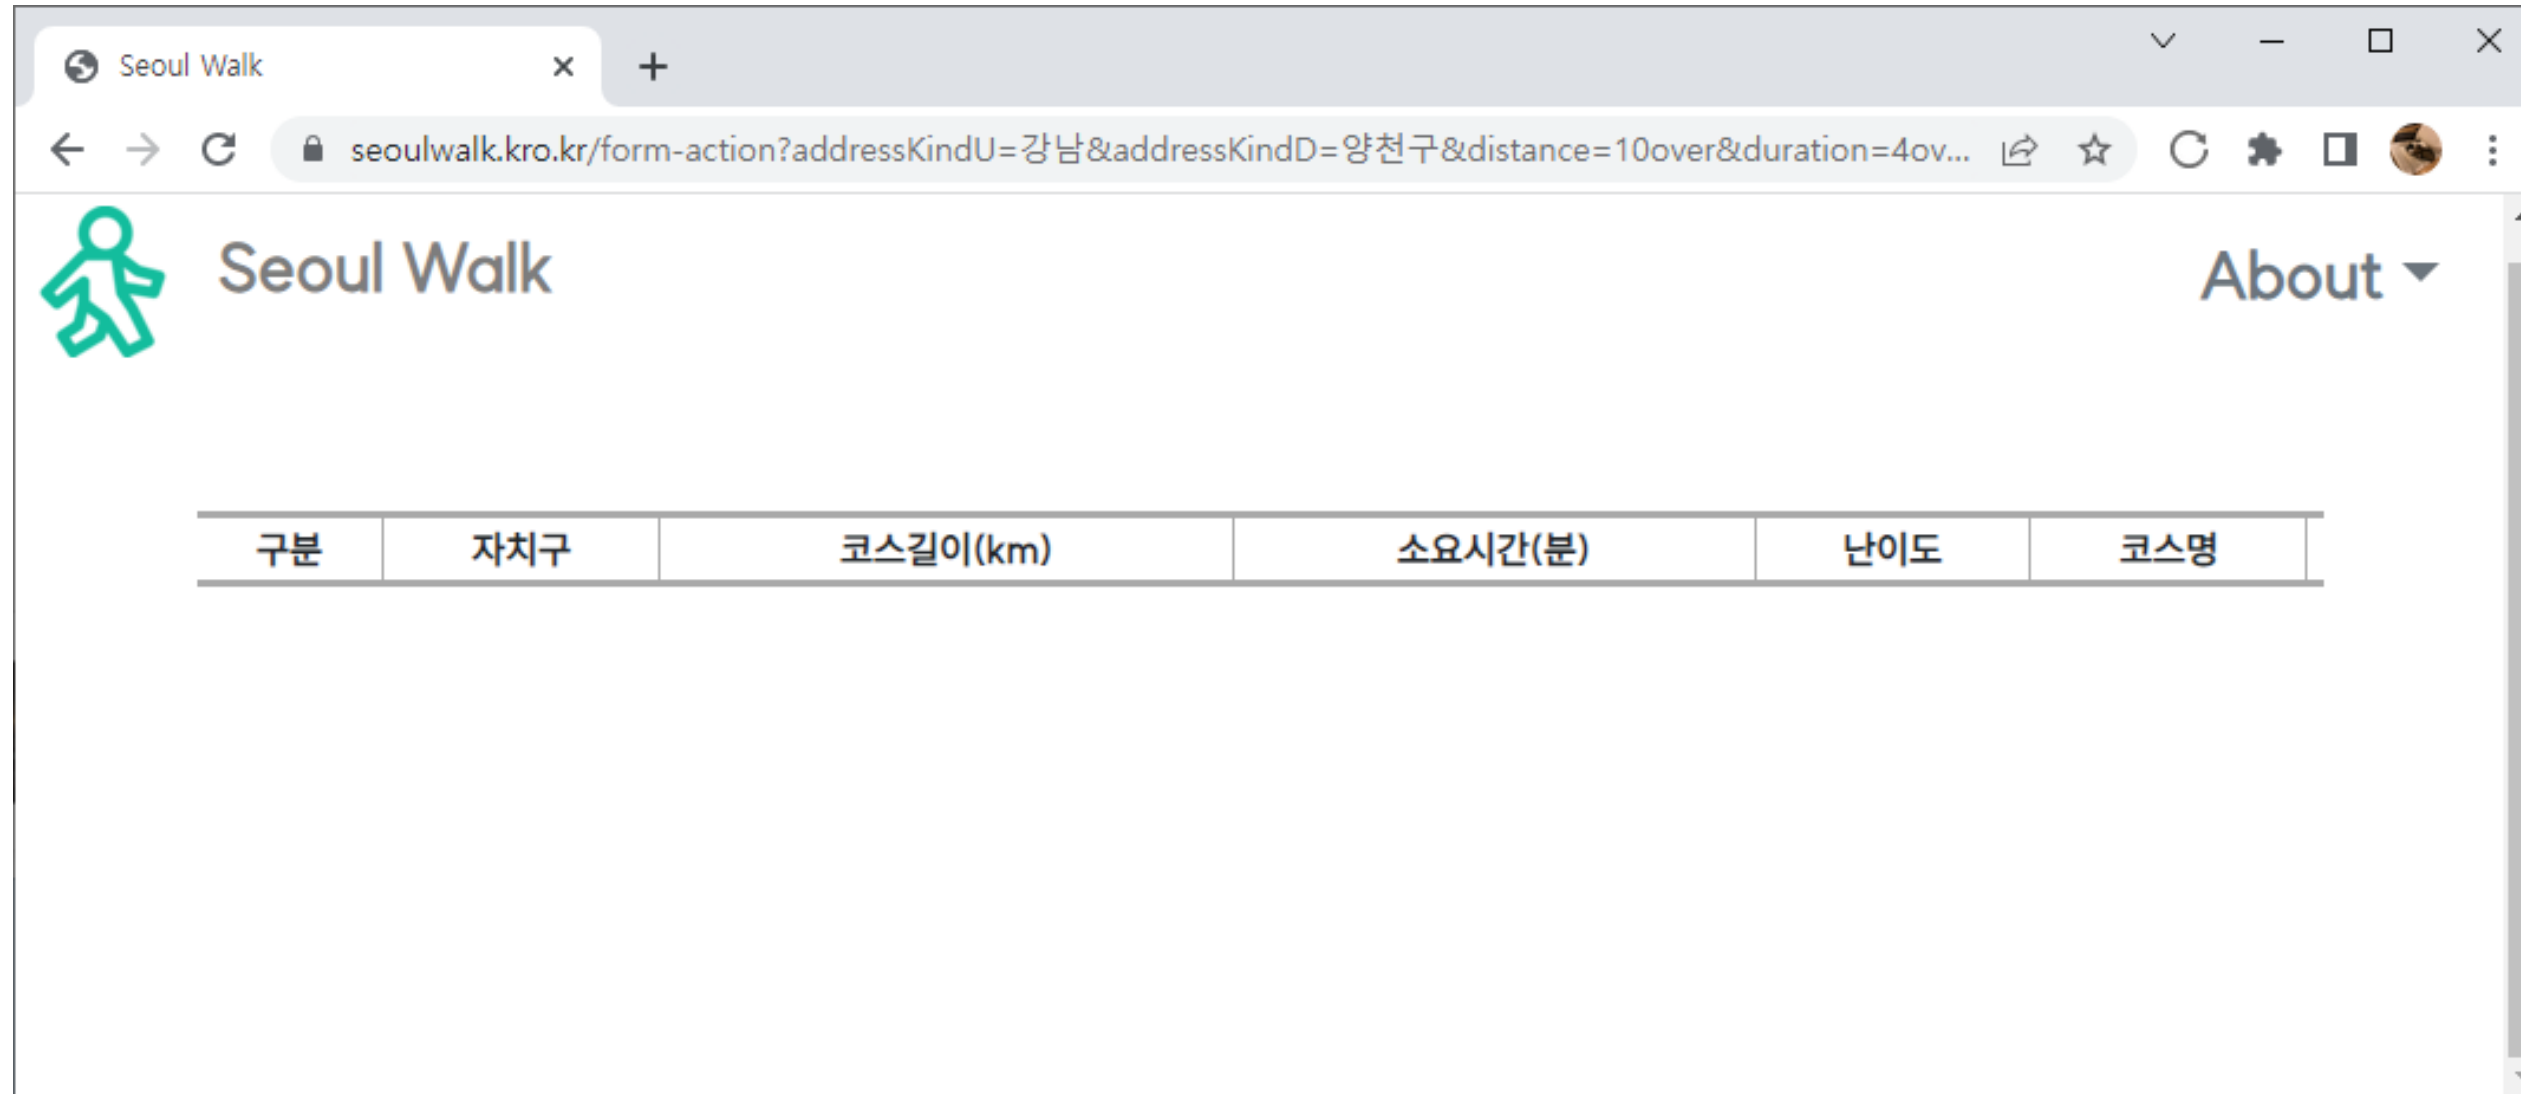 Seoul Walk
seoulwalk.kro.kr/form-action?addressKindU=강남&addressKindD=양천구&distance=10over&duration=4ov...
Seoul Walk
About
구분 자치구 코스길이(km) 소요시간(분) 난이도 코스명